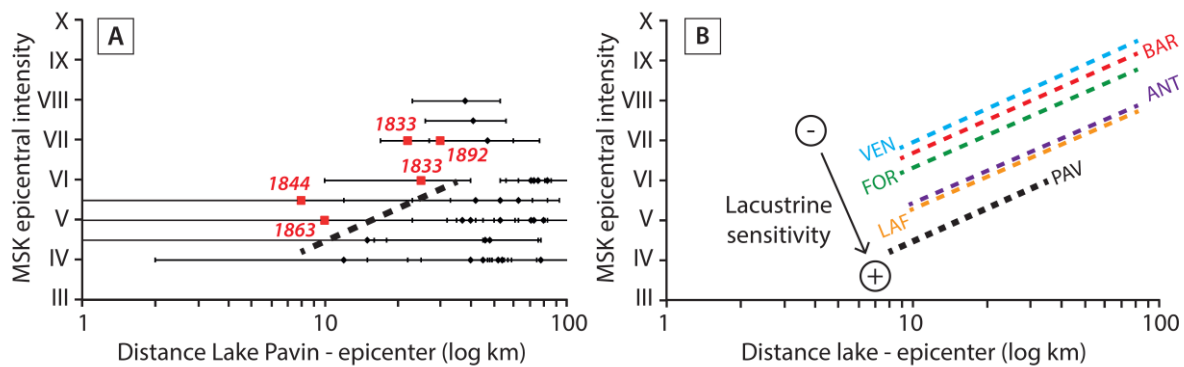 A
MSK epicentral intensity
X
IX
VIII
VII
VI
V
IV
III
1833
1892
1833
1844
1863
1
10
100
Distance Lake Pavin - epicenter (log km)
B
MSK epicentral intensity
X
IX
VIII
VII
VI
V
IV
III
VEN
BAR
FOR
ANT
LAF
PAV
-
Lacustrine
sensitivity
+
1
10
100
Distance lake - epicenter (log km)